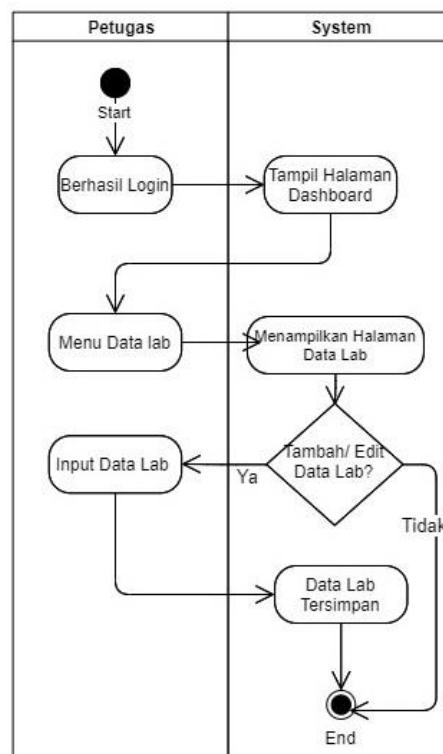 Petugas
System
Start
Berhasil Login
Tampil Halaman
Dashboard
Menu Data lab
Menampilkan Halaman
Data Lab
Tambah/ Edit
Data Lab?
Ya
Tidak
Input Data Lab
Data Lab
Tersimpan
End